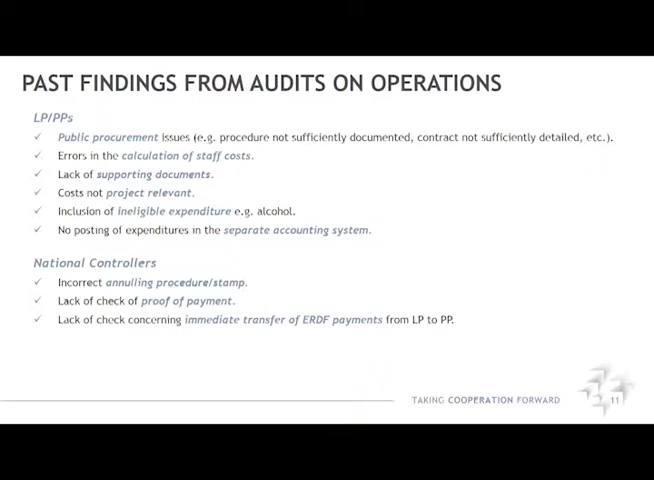 PAST FINDINGS FROM AUDITS ON OPERATIONS
LP/PPs
✓ Public procurement issues (e.g. procedure not sufficiently documented, contract not sufficiently detailed, etc.).
✓ Errors in the calculation of staff costs.
✓ Lack of supporting documents.
✓ Costs not project relevant.
✓ Inclusion of ineligible expenditure e.g. alcohol.
✓ No posting of expenditures in the separate accounting system.
National Controllers
✓ Incorrect annulling procedure/stamp.
✓ Lack of check of proof of payment.
✓ Lack of check concerning immediate transfer of ERDF payments from LP to PP.
TAKING COOPERATION FORWARD
11